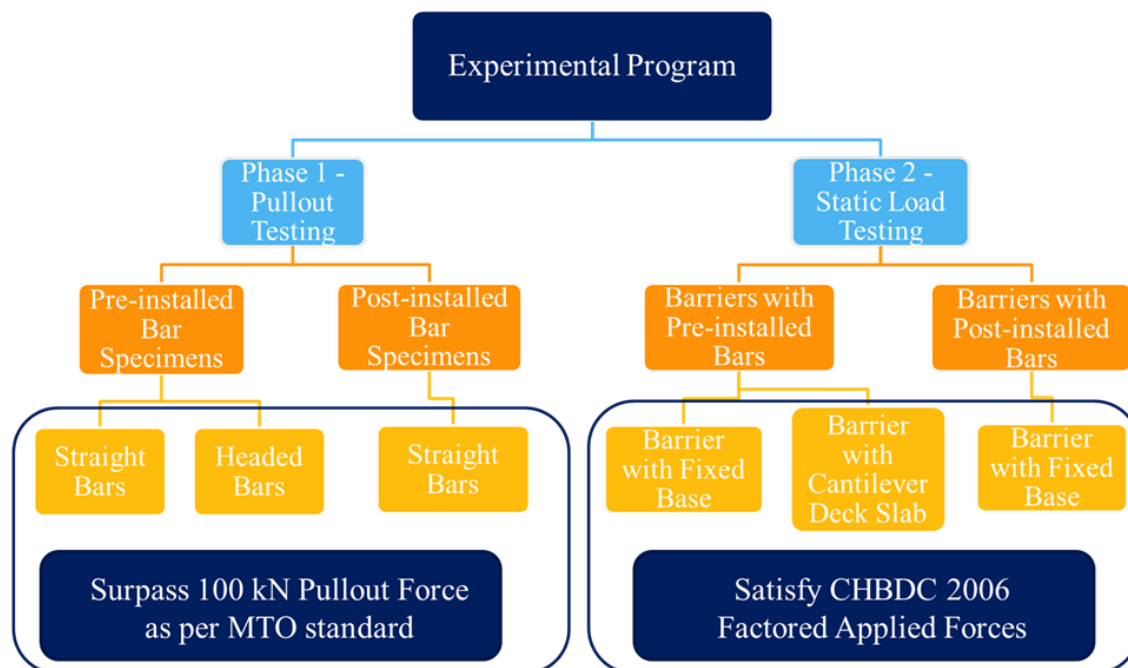 Experimental Program
Phase 1 -
Pullout
Testing
Phase 2 -
Static Load
Testing
Pre-installed
Bar
Specimens
Post-installed
Bar
Specimens
Barriers with
Pre-installed
Bars
Barriers with
Post-installed
Bars
Straight
Bars
Headed
Bars
Straight
Bars
Barrier
with Fixed
Base
Barrier
with
Cantilever
Deck Slab
Barrier
with Fixed
Base
Surpass 100 kN Pullout Force
as per MTO standard
Satisfy CHBDC 2006
Factored Applied Forces